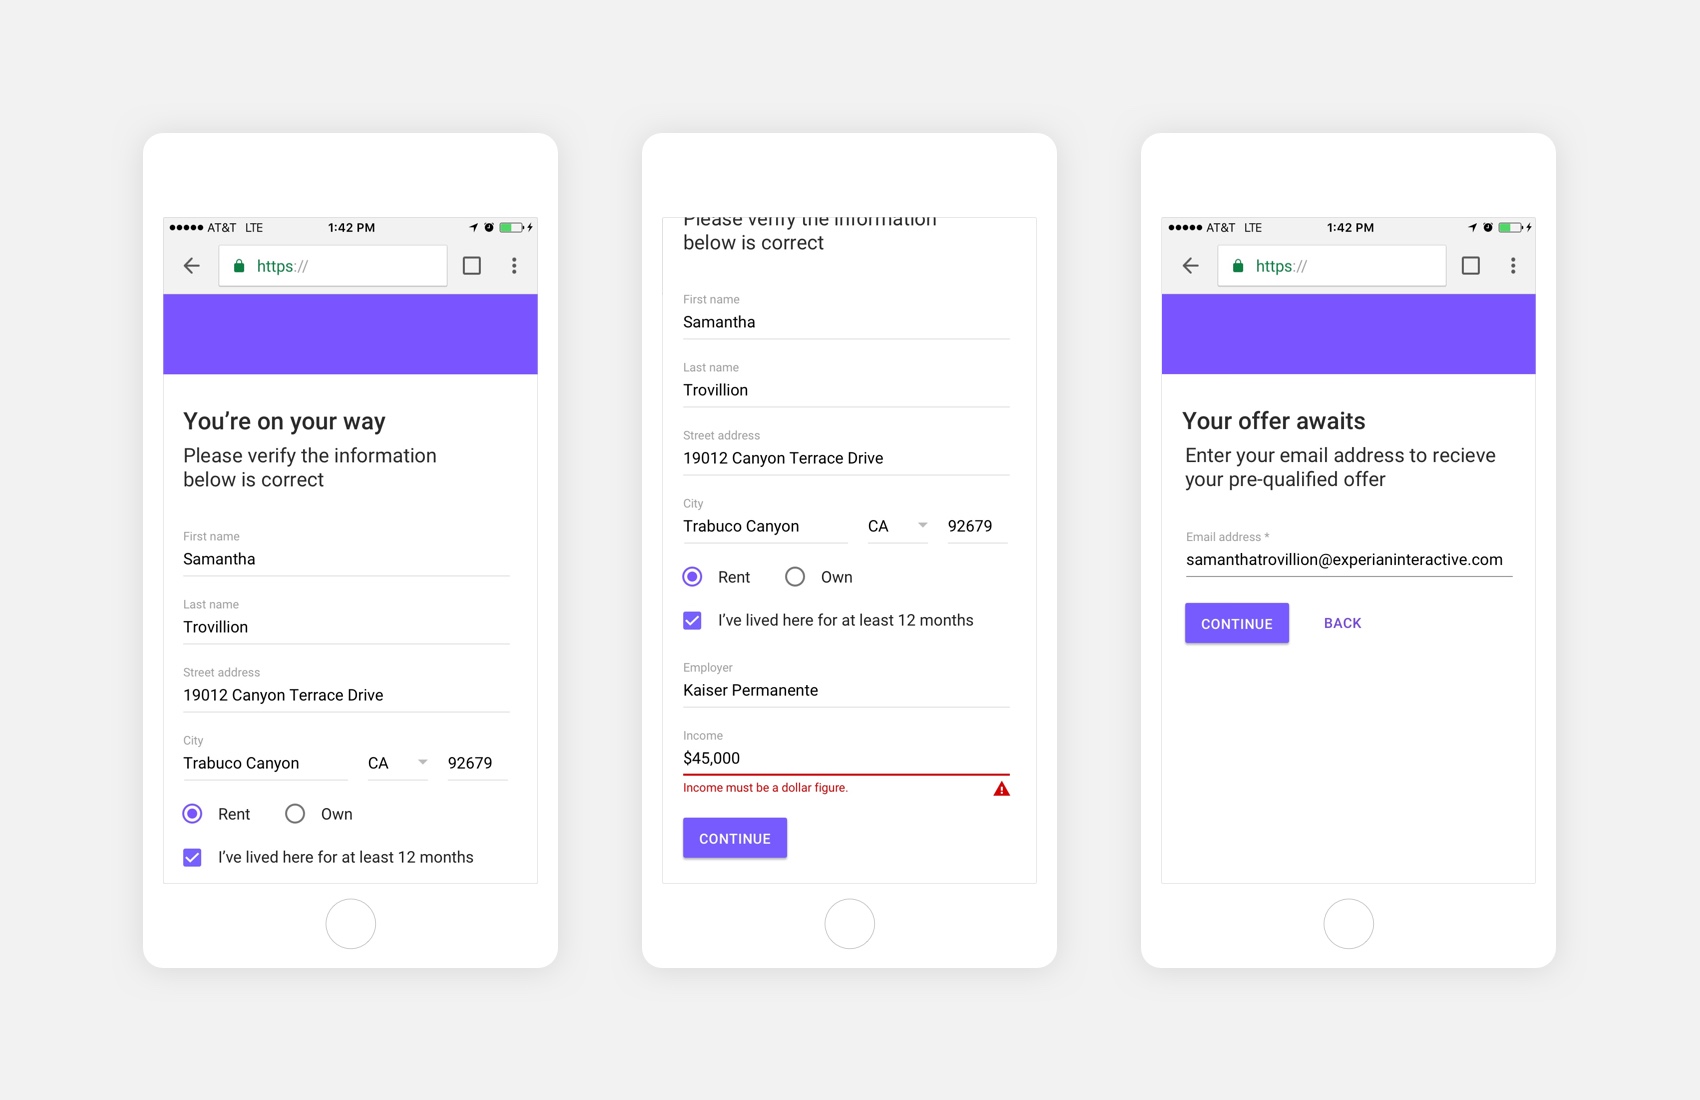 AT&T LTE 1:42 PM
https://
You’re on your way
Please verify the information
below is correct
First name
Samantha
Last name
Trovillion
Street address
19012 Canyon Terrace Drive
City
Trabuco Canyon CA 92679
Rent Own
I’ve lived here for at least 12 months
Please verify the information
below is correct
First name
Samantha
Last name
Trovillion
Street address
19012 Canyon Terrace Drive
City
Trabuco Canyon CA 92679
Rent Own
I’ve lived here for at least 12 months
Employer
Kaiser Permanente
Income
$45,000
Income must be a dollar figure.
CONTINUE
AT&T LTE 1:42 PM
https://
Your offer awaits
Enter your email address to recieve
your pre-qualified offer
Email address *
samanthatrovillion@experianinteractive.com
CONTINUE BACK